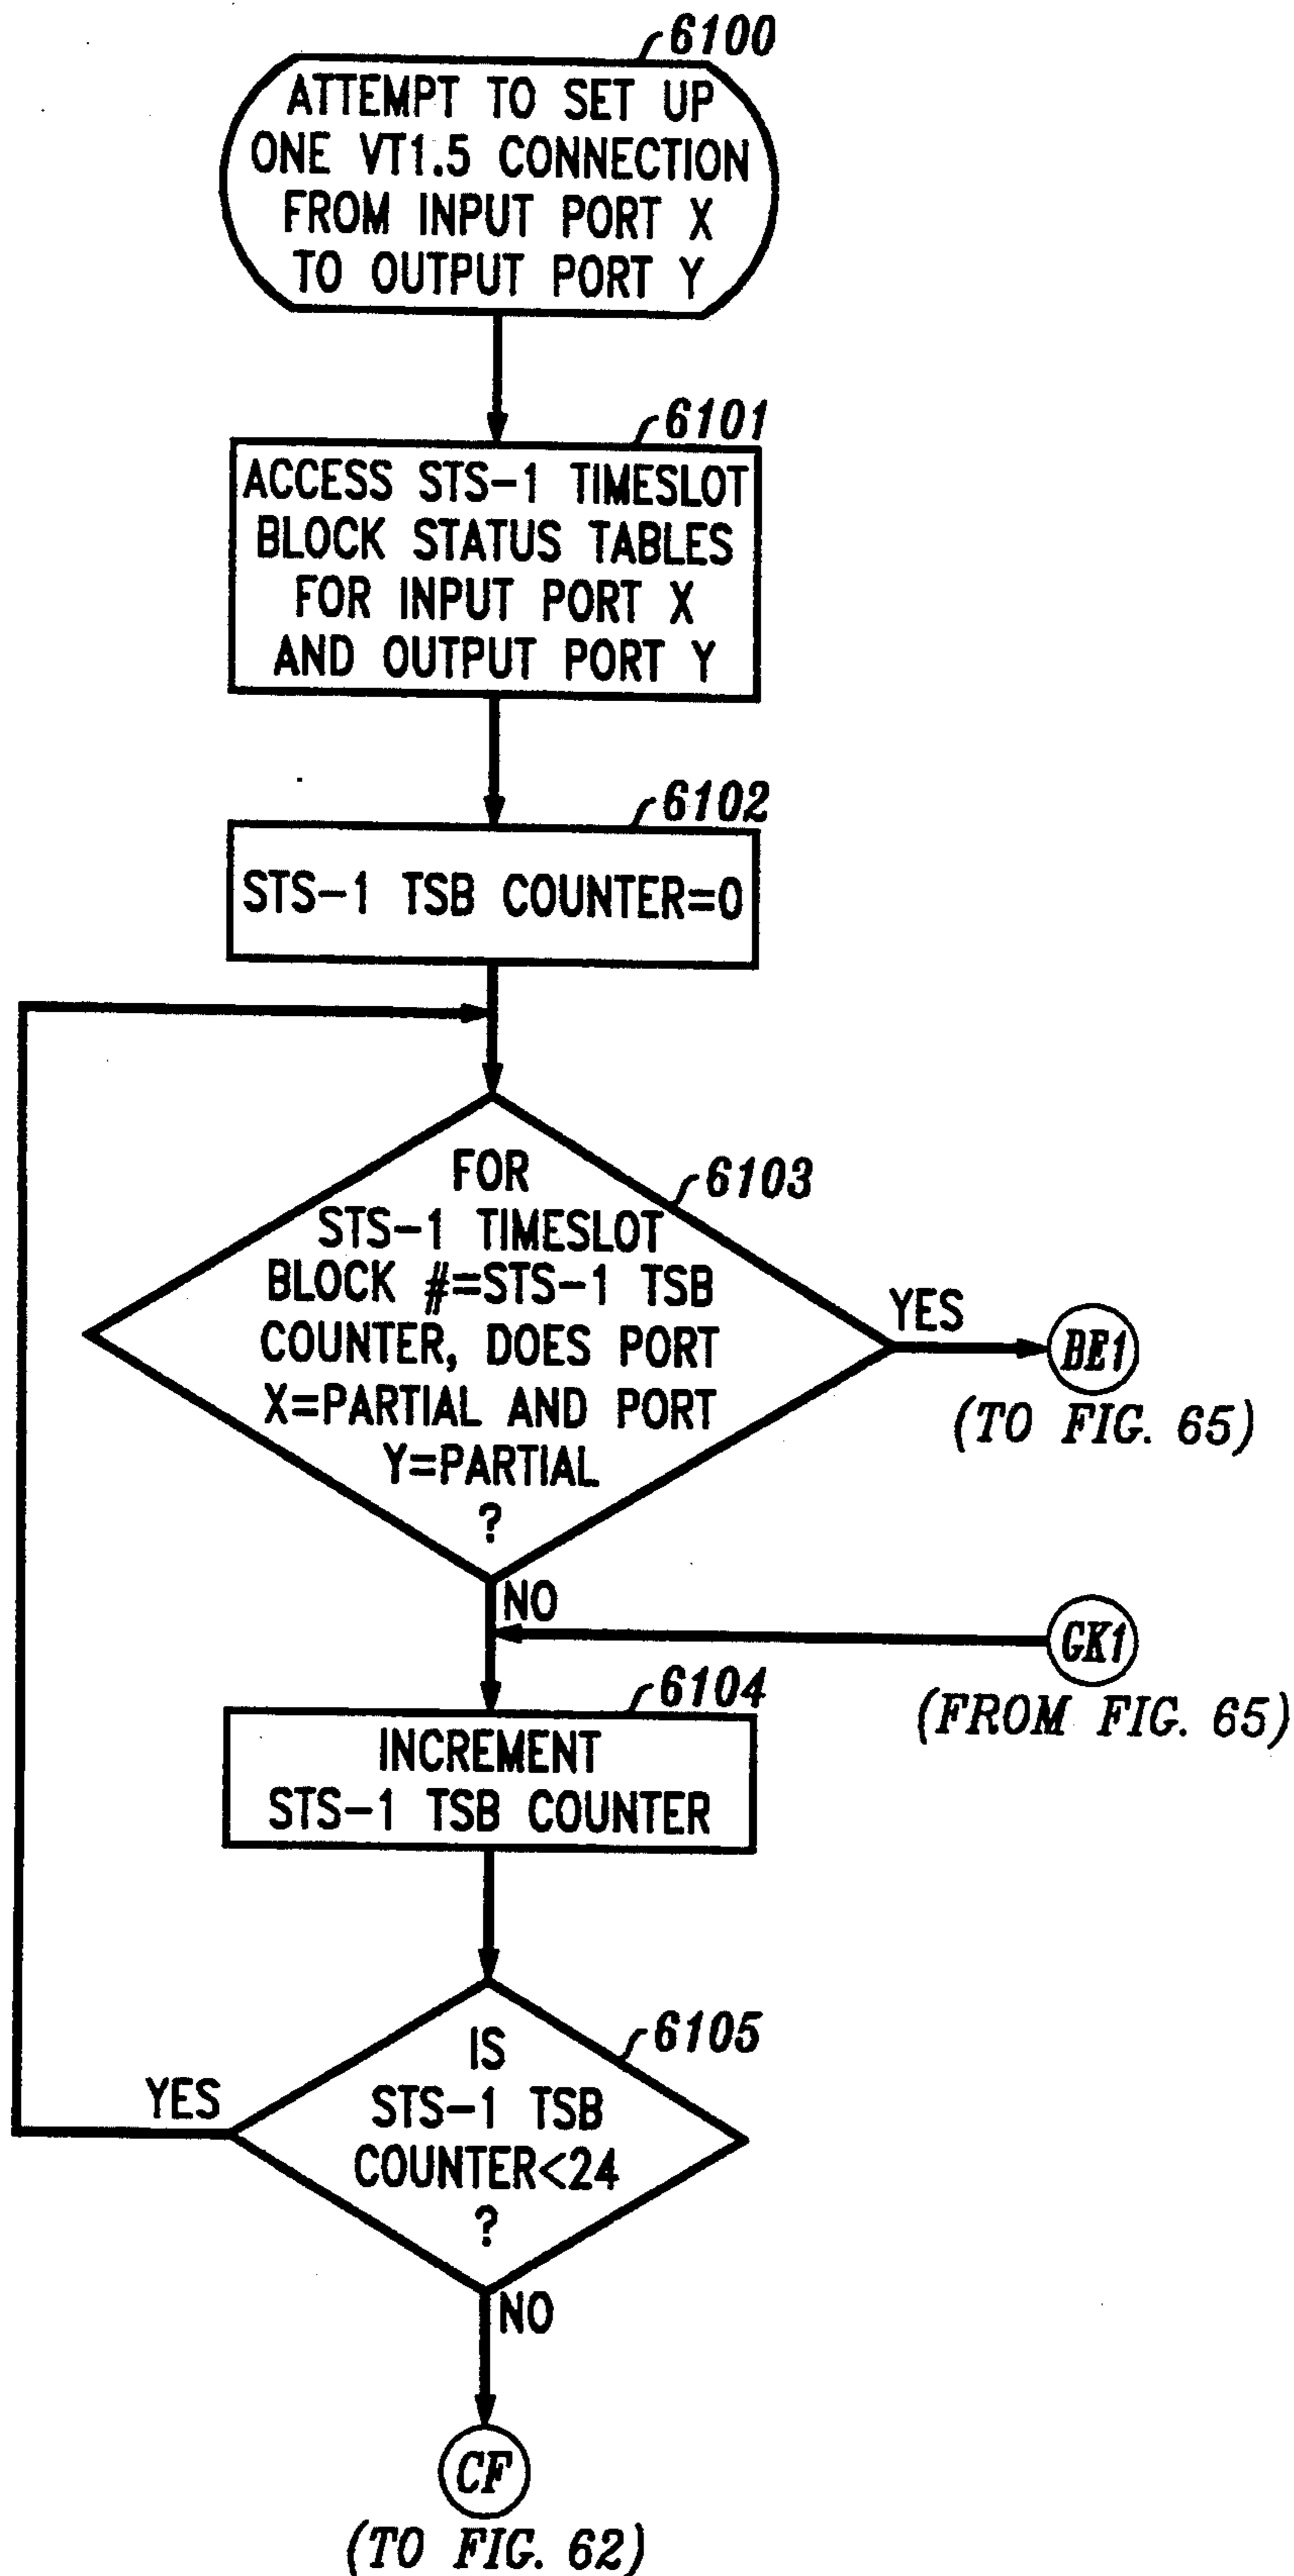 6100
ATTEMPT TO SET UP
ONE VT1.5 CONNECTION
FROM INPUT PORT X
TO OUTPUT PORT Y
6101
ACCESS STS-1 TIMESLOT
BLOCK STATUS TABLES
FOR INPUT PORT X
AND OUTPUT PORT Y
6102
STS-1 TSB COUNTER=0
6103
FOR
STS-1 TIMESLOT
BLOCK #=STS-1 TSB
COUNTER, DOES PORT
X=PARTIAL AND PORT
Y=PARTIAL
?
YES
BE1
(TO FIG. 65)
NO
GK1
(FROM FIG. 65)
6104
INCREMENT
STS-1 TSB COUNTER
6105
IS
STS-1 TSB
COUNTER<24
?
YES
NO
CF
(TO FIG. 62)